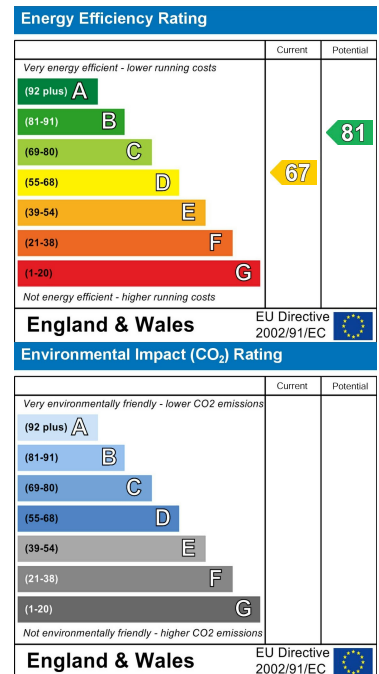 Energy Efficiency Rating
Current Potential
Very energy efficient - lower running costs
(92 plus) A
(81-91) B
81
(69-80) C
67
(55-68) D
(39-54) E
(21-38) F
(1-20) G
Not energy efficient - higher running costs
England & Wales
EU Directive
2002/91/EC
Environmental Impact (CO₂) Rating
Current Potential
Very environmentally friendly - lower CO2 emissions
(92 plus) A
(81-91) B
(69-80) C
(55-68) D
(39-54) E
(21-38) F
(1-20) G
Not environmentally friendly - higher CO2 emissions
England & Wales
EU Directive
2002/91/EC